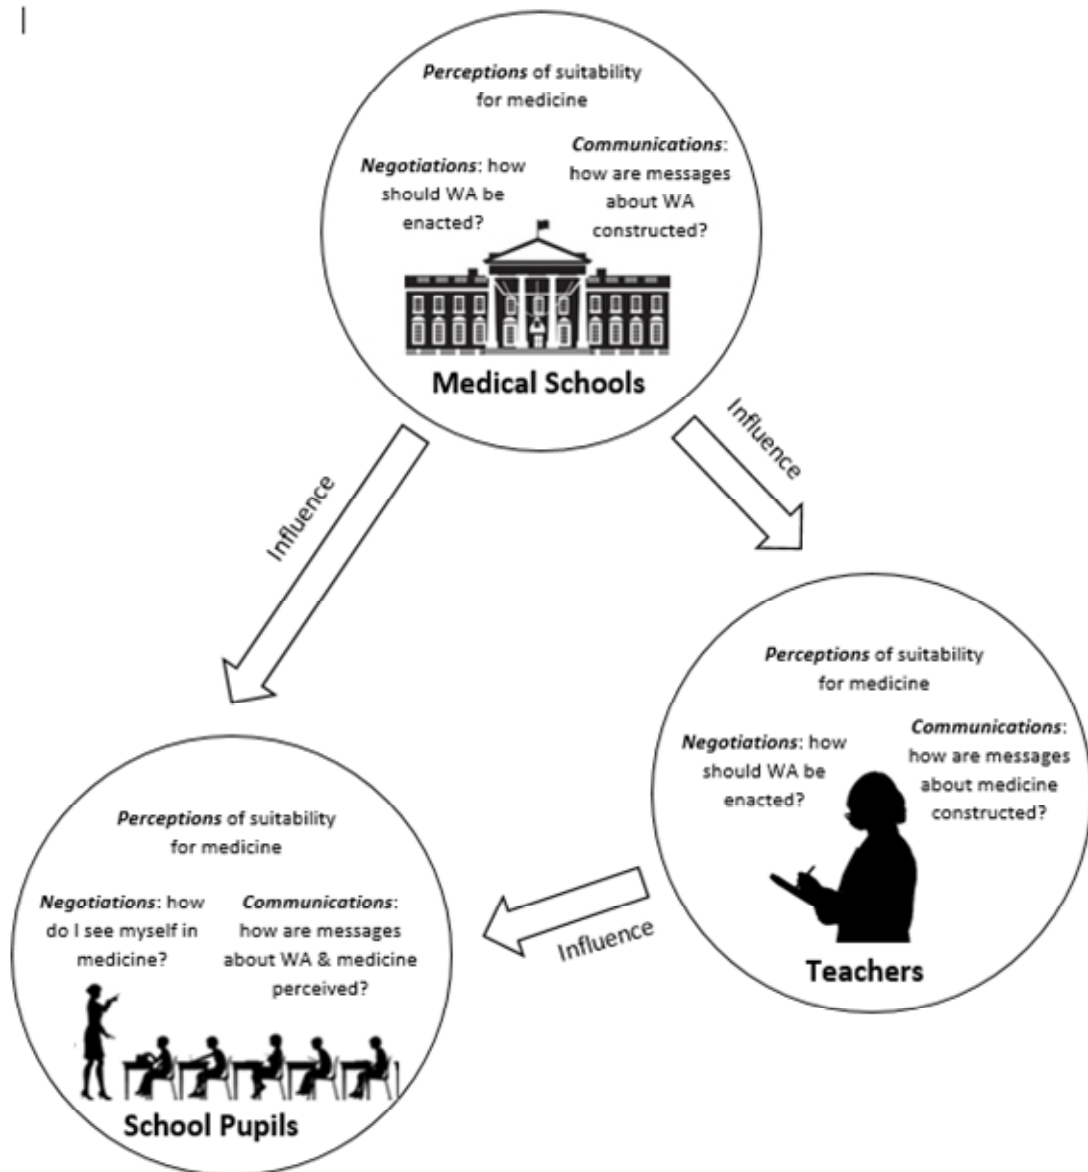 Perceptions of suitability
for medicine
Negotiations: how
should WA be
enacted?
Communications:
how are messages
about WA
constructed?
Medical Schools
Influence
Influence
Perceptions of suitability
for medicine
Negotiations: how
should WA be
enacted?
Communications:
how are messages
about medicine
constructed?
Teachers
Influence
Perceptions of suitability
for medicine
Negotiations: how
do I see myself in
medicine?
Communications:
how are messages
about WA & medicine
perceived?
School Pupils